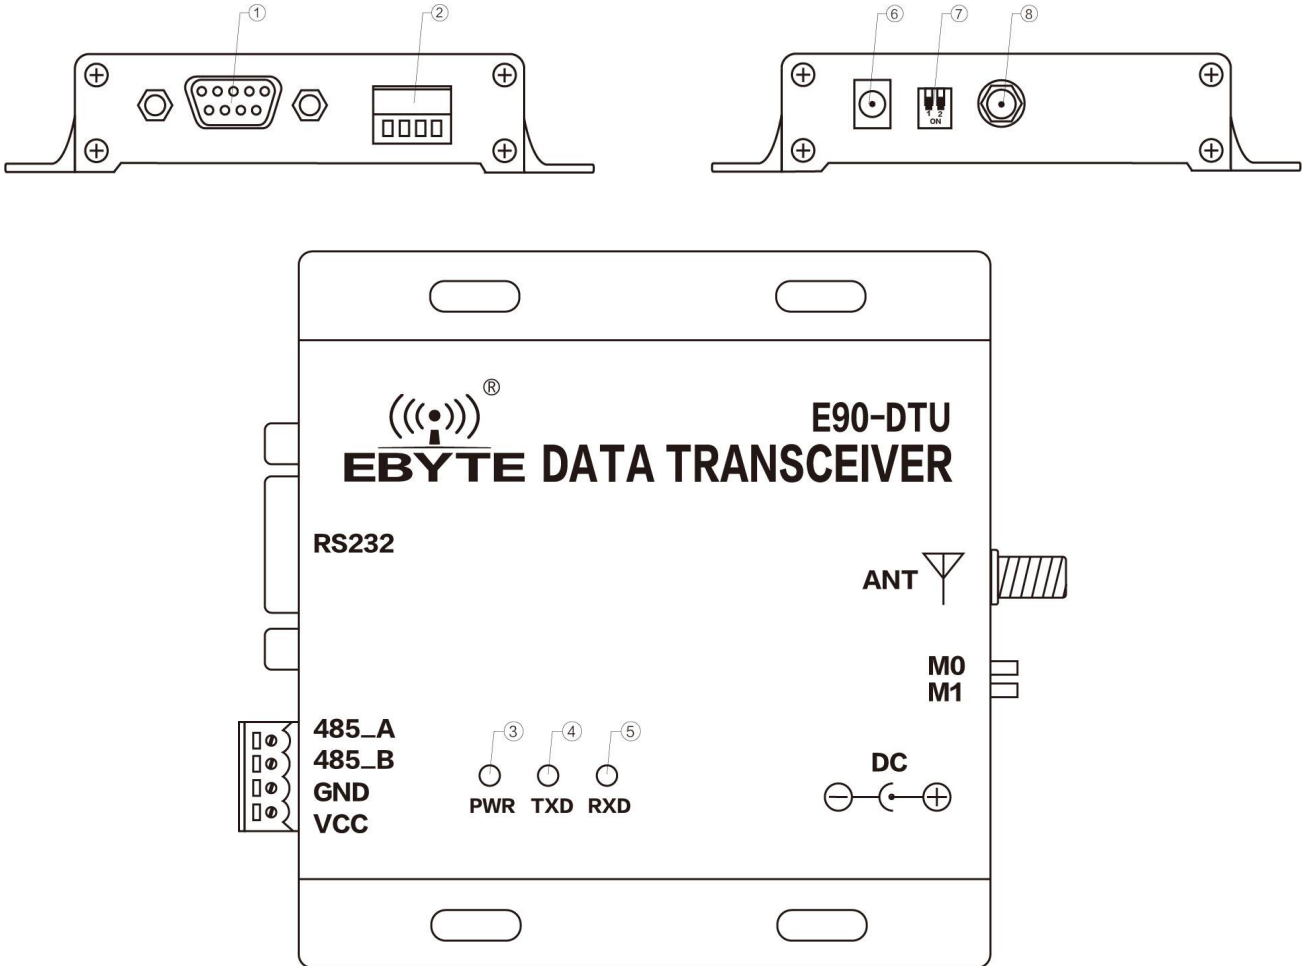 ① ② ⑥ ⑦ ⑧
1 2
ON
®
E90-DTU
EBYTE DATA TRANSCEIVER
RS232
ANT
M0
M1
485_A
485_B
GND
VCC
③ ④ ⑤
PWR TXD RXD
DC